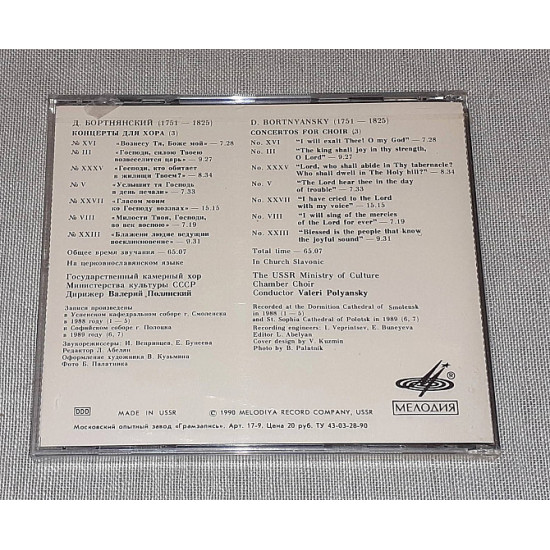 Д. БОРТНЯНСКИЙ (1751 — 1825)
КОНЦЕРТЫ ДЛЯ ХОРА (3)
№ XVI «Вознесу Тя, Боже мой» — 7.28
№ III «Господи, силою Твоею
возвеселится царь» — 9.27
№ XXXV «Господи, кто обитает
в жилищи Твоем?» — 8.34
№ V «Услышит тя Господь
в день печали» — 7.33
№ XXVII «Гласом моим
ко Господу воззвах» — 15.15
№ VIII «Милости Твоя, Господи,
во век воспою» — 7.19
№ XXIII «Блажени людие ведущии
воскликновение» — 9.31
Общее время звучания — 65.07
На церковнославянском языке
Государственный камерный хор
Министерства культуры СССР
Дирижер Валерий Полянский
Записи произведены
в Успенском кафедральном соборе г. Смоленска
в 1988 году (1 — 5)
и Софийском соборе г. Полоцка
в 1989 году (6, 7)
Звукорежиссеры: И. Вепринцев, Е. Бунеева
Редактор Л. Абелян
Оформление художника В. Кузьмина
Фото Б. Палатника
D. BORTNYANSKY (1751 — 1825)
CONCERTOS FOR CHOIR (3)
No. XVI "I will exalt Thee! O my God" — 7.28
No. III "The king shall joy in thy strength,
O Lord" — 9.27
No. XXXV "Lord, who shall abide in Thy tabernacle?
Who shall dwell in The Holy hill?" — 8.34
No. V "The Lord hear thee in the day
of trouble" — 7.33
No. XXVII "I have cried to the Lord
with my voice" — 15.15
No. VIII "I will sing of the mercies
of the Lord for ever" — 7.19
No. XXIII "Blessed is the people that know
the joyful sound" — 9.31
Total time — 65.07
In Church Slavonic
The USSR Ministry of Culture
Chamber Choir
Conductor Valeri Polyansky
Recorded at the Dormition Cathedral of Smolensk
in 1988 (1 — 5)
and St. Sophia Cathedral of Polotsk in 1989 (6, 7)
Recording engineers: I. Veprintsev, E. Buneyeva
Editor L. Abelyan
Cover design by V. Kuzmin
Photo by B. Palatnik
®
МЕЛОДИЯ
DDD MADE IN USSR © 1990 MELODIYA RECORD COMPANY, USSR
Московский опытный завод «Грамзапись». Арт. 17-9. Цена 20 руб. ТУ 43-03-28-90